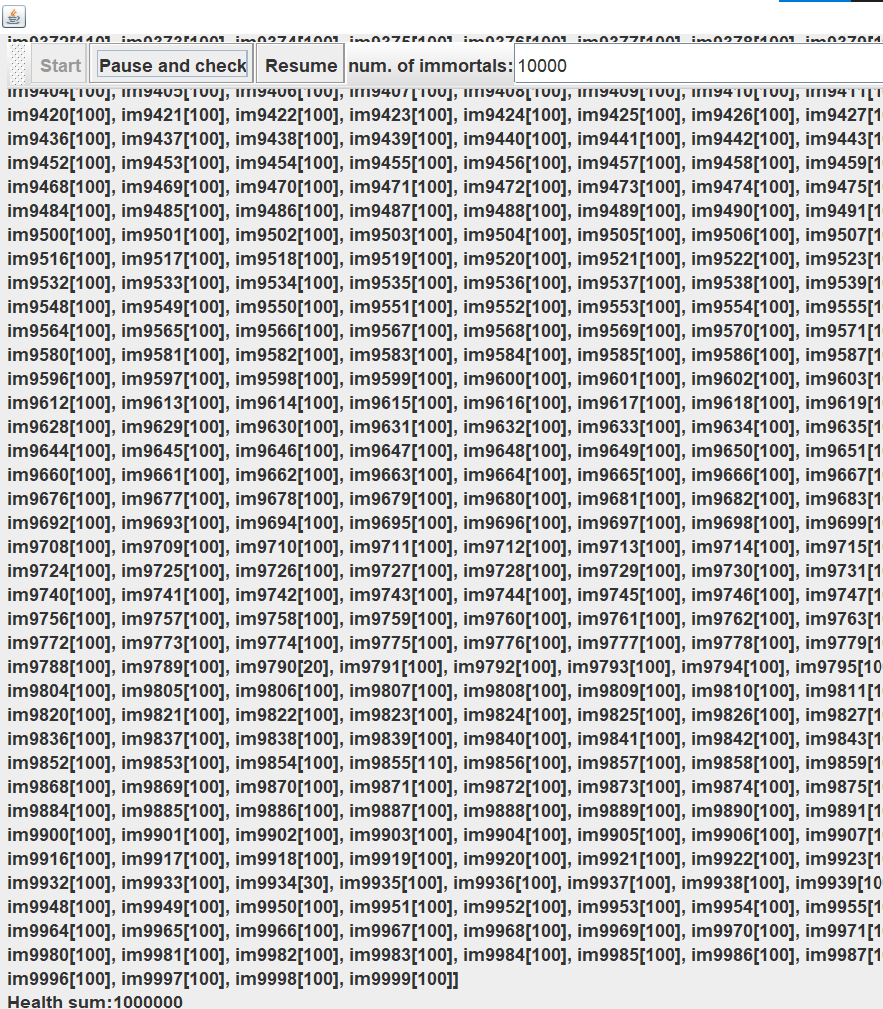 Start Pause and check Resume num. of immortals: 10000
im9404[100], im9405[100], im9406[100], im9407[100], im9408[100], im9409[100], im9410[100], im9411[1
im9420[100], im9421[100], im9422[100], im9423[100], im9424[100], im9425[100], im9426[100], im9427[1
im9436[100], im9437[100], im9438[100], im9439[100], im9440[100], im9441[100], im9442[100], im9443[1
im9452[100], im9453[100], im9454[100], im9455[100], im9456[100], im9457[100], im9458[100], im9459[1
im9468[100], im9469[100], im9470[100], im9471[100], im9472[100], im9473[100], im9474[100], im9475[1
im9484[100], im9485[100], im9486[100], im9487[100], im9488[100], im9489[100], im9490[100], im9491[1
im9500[100], im9501[100], im9502[100], im9503[100], im9504[100], im9505[100], im9506[100], im9507[1
im9516[100], im9517[100], im9518[100], im9519[100], im9520[100], im9521[100], im9522[100], im9523[1
im9532[100], im9533[100], im9534[100], im9535[100], im9536[100], im9537[100], im9538[100], im9539[1
im9548[100], im9549[100], im9550[100], im9551[100], im9552[100], im9553[100], im9554[100], im9555[1
im9564[100], im9565[100], im9566[100], im9567[100], im9568[100], im9569[100], im9570[100], im9571[1
im9580[100], im9581[100], im9582[100], im9583[100], im9584[100], im9585[100], im9586[100], im9587[1
im9596[100], im9597[100], im9598[100], im9599[100], im9600[100], im9601[100], im9602[100], im9603[1
im9612[100], im9613[100], im9614[100], im9615[100], im9616[100], im9617[100], im9618[100], im9619[1
im9628[100], im9629[100], im9630[100], im9631[100], im9632[100], im9633[100], im9634[100], im9635[1
im9644[100], im9645[100], im9646[100], im9647[100], im9648[100], im9649[100], im9650[100], im9651[1
im9660[100], im9661[100], im9662[100], im9663[100], im9664[100], im9665[100], im9666[100], im9667[1
im9676[100], im9677[100], im9678[100], im9679[100], im9680[100], im9681[100], im9682[100], im9683[1
im9692[100], im9693[100], im9694[100], im9695[100], im9696[100], im9697[100], im9698[100], im9699[1
im9708[100], im9709[100], im9710[100], im9711[100], im9712[100], im9713[100], im9714[100], im9715[1
im9724[100], im9725[100], im9726[100], im9727[100], im9728[100], im9729[100], im9730[100], im9731[1
im9740[100], im9741[100], im9742[100], im9743[100], im9744[100], im9745[100], im9746[100], im9747[1
im9756[100], im9757[100], im9758[100], im9759[100], im9760[100], im9761[100], im9762[100], im9763[1
im9772[100], im9773[100], im9774[100], im9775[100], im9776[100], im9777[100], im9778[100], im9779[1
im9788[100], im9789[100], im9790[20], im9791[100], im9792[100], im9793[100], im9794[100], im9795[10
im9804[100], im9805[100], im9806[100], im9807[100], im9808[100], im9809[100], im9810[100], im9811[1
im9820[100], im9821[100], im9822[100], im9823[100], im9824[100], im9825[100], im9826[100], im9827[1
im9836[100], im9837[100], im9838[100], im9839[100], im9840[100], im9841[100], im9842[100], im9843[1
im9852[100], im9853[100], im9854[100], im9855[110], im9856[100], im9857[100], im9858[100], im9859[1
im9868[100], im9869[100], im9870[100], im9871[100], im9872[100], im9873[100], im9874[100], im9875[1
im9884[100], im9885[100], im9886[100], im9887[100], im9888[100], im9889[100], im9890[100], im9891[1
im9900[100], im9901[100], im9902[100], im9903[100], im9904[100], im9905[100], im9906[100], im9907[1
im9916[100], im9917[100], im9918[100], im9919[100], im9920[100], im9921[100], im9922[100], im9923[1
im9932[100], im9933[100], im9934[30], im9935[100], im9936[100], im9937[100], im9938[100], im9939[10
im9948[100], im9949[100], im9950[100], im9951[100], im9952[100], im9953[100], im9954[100], im9955[1
im9964[100], im9965[100], im9966[100], im9967[100], im9968[100], im9969[100], im9970[100], im9971[1
im9980[100], im9981[100], im9982[100], im9983[100], im9984[100], im9985[100], im9986[100], im9987[1
im9996[100], im9997[100], im9998[100], im9999[100]]
Health sum:1000000